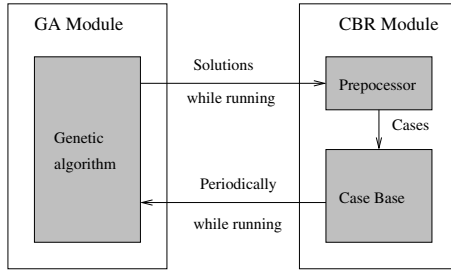 GA Module
CBR Module
Solutions
while running
Prepocessor
Cases
Genetic
algorithm
Periodically
while running
Case Base